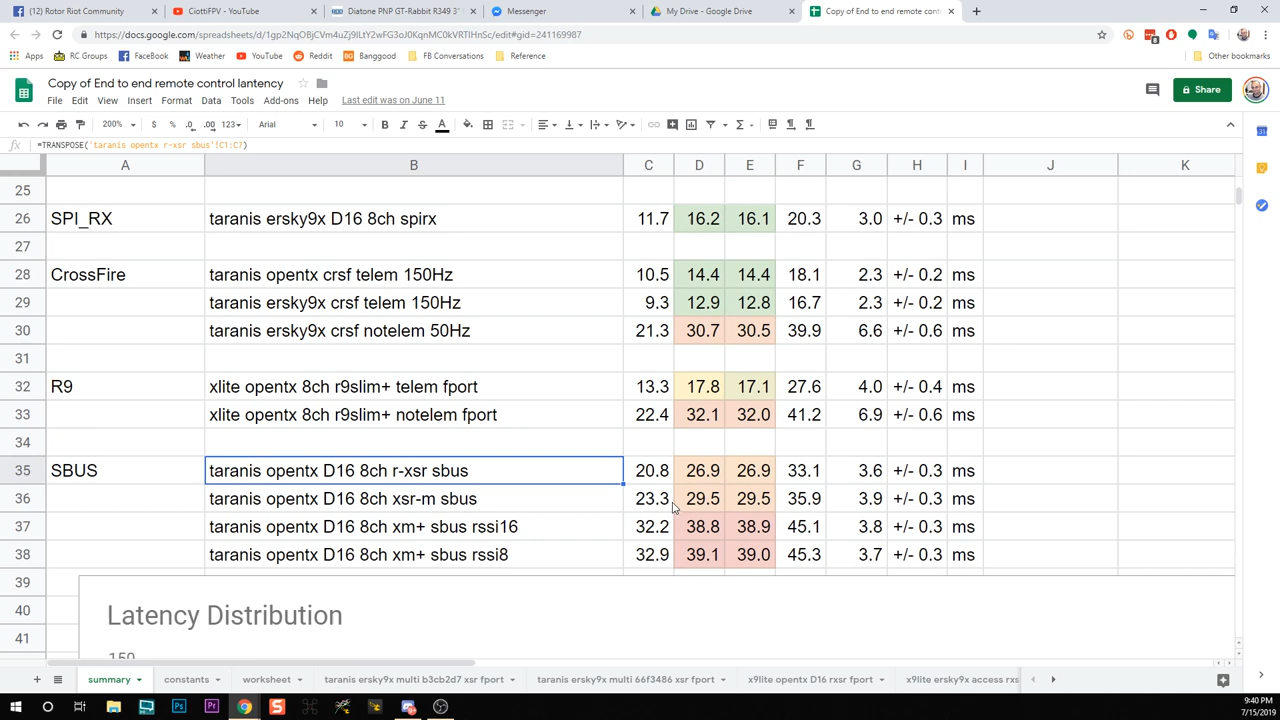 (12) Rotor Riot Community
CiottiFPV - YouTube
Diatone PNP GT-Rabbit R349 3"
Messenger
My Drive - Google Drive
Copy of End to end remote contro
https://docs.google.com/spreadsheets/d/1gp2NqO8jCVm4uZj9ILtY2wFG3oJ0KqnMC0kVRTlHnSc/edit#gid=241169987
Apps
RC Groups
FaceBook
Weather
YouTube
Reddit
Banggood
FB Conversations
Reference
Other bookmarks
Copy of End to end remote control lantency
File Edit View Insert Format Data Tools Add-ons Help Last edit was on June 11
Share
200% $ % .0 .00 123 Arial 10 B I S A
fx =TRANSPOSE('taranis opentx r-xsr sbus'!C1:C7)
A B C D E F G H I J K
25
26 SPI_RX taranis ersky9x D16 8ch spirx 11.7 16.2 16.1 20.3 3.0 +/- 0.3 ms
27
28 CrossFire taranis opentx crsf telem 150Hz 10.5 14.4 14.4 18.1 2.3 +/- 0.2 ms
29 taranis ersky9x crsf telem 150Hz 9.3 12.9 12.8 16.7 2.3 +/- 0.2 ms
30 taranis ersky9x crsf notelem 50Hz 21.3 30.7 30.5 39.9 6.6 +/- 0.6 ms
31
32 R9 xlite opentx 8ch r9slim+ telem fport 13.3 17.8 17.1 27.6 4.0 +/- 0.4 ms
33 xlite opentx 8ch r9slim+ notelem fport 22.4 32.1 32.0 41.2 6.9 +/- 0.6 ms
34
35 SBUS taranis opentx D16 8ch r-xsr sbus 20.8 26.9 26.9 33.1 3.6 +/- 0.3 ms
36 taranis opentx D16 8ch xsr-m sbus 23.3 29.5 29.5 35.9 3.9 +/- 0.3 ms
37 taranis opentx D16 8ch xm+ sbus rssi16 32.2 38.8 38.9 45.1 3.8 +/- 0.3 ms
38 taranis opentx D16 8ch xm+ sbus rssi8 32.9 39.1 39.0 45.3 3.7 +/- 0.3 ms
39
40 Latency Distribution
41
150
summary constants worksheet taranis ersky9x multi b3cb2d7 xsr fport taranis ersky9x multi 66f3486 xsr fport x9lite opentx D16 rxsr fport x9lite ersky9x access rxs
9:40 PM
7/15/2019